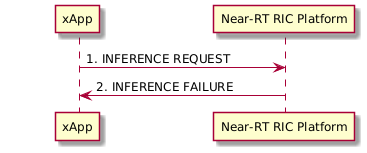 xApp Near-RT RIC Platform
1. INFERENCE REQUEST
2. INFERENCE FAILURE
xApp Near-RT RIC Platform